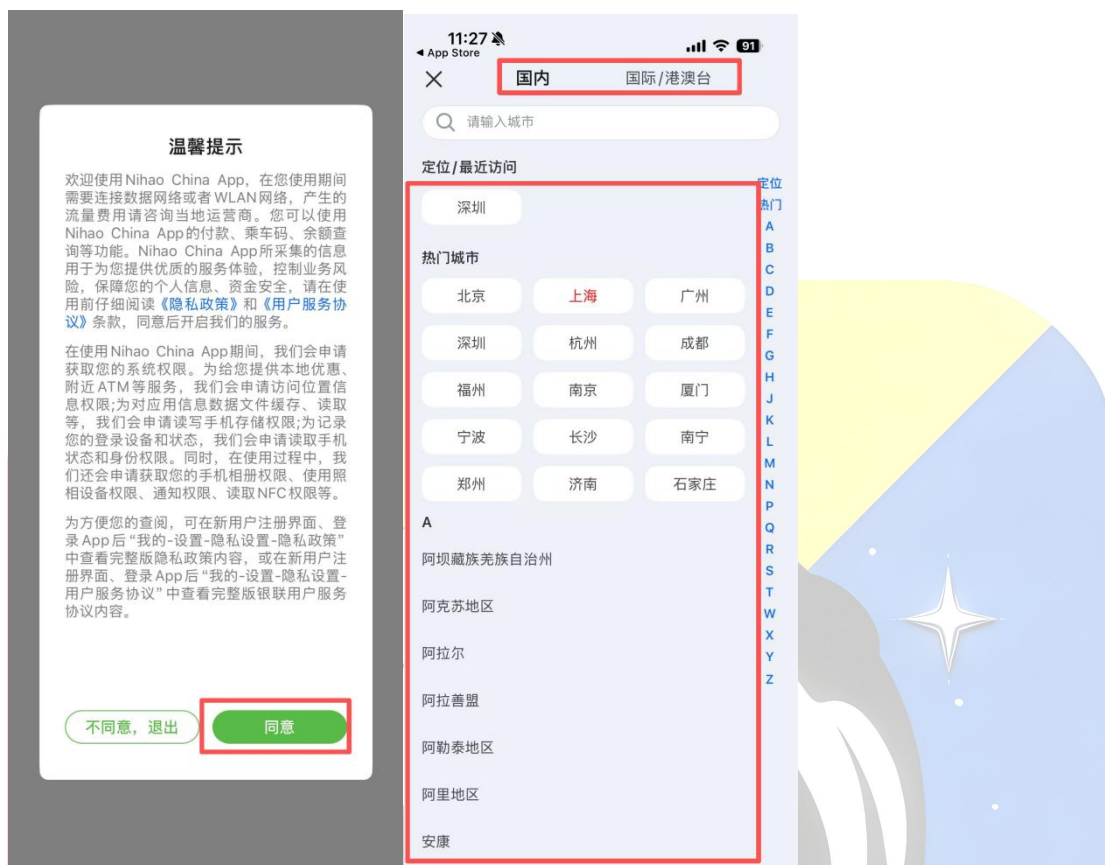 温馨提示
欢迎使用Nihao China App，在您使用期间
需要连接数据网络或者WLAN网络，产生的
流量费用请咨询当地运营商。您可以使用
Nihao China App的付款、乘车码、余额查
询等功能。Nihao China App所采集的信息
用于为您提供优质的服务体验，控制业务风
险，保障您的个人信息、资金安全，请在使
用前仔细阅读《隐私政策》和《用户服务协
议》条款，同意后开启我们的服务。
在使用Nihao China App期间，我们会申请
获取您的系统权限。为给您提供本地优惠、
附近ATM等服务，我们会申请访问位置信
息权限;为对应用信息数据文件缓存、读取
等，我们会申请读写手机存储权限;为记录
您的登录设备和状态，我们会申请读取手机
状态和身份权限。同时，在使用过程中，我
们还会申请获取您的手机相册权限、使用照
相设备权限、通知权限、读取NFC权限等。
为方便您的查阅，可在新用户注册界面、登
录App后“我的-设置-隐私设置-隐私政策”
中查看完整版隐私政策内容，或在新用户注
册界面、登录App后“我的-设置-隐私设置-
用户服务协议”中查看完整版银联用户服务
协议内容。
不同意，退出 同意
11:27 91
App Store
国内 国际/港澳台
请输入城市
定位/最近访问
深圳
热门城市
北京 上海 广州
深圳 杭州 成都
福州 南京 厦门
宁波 长沙 南宁
郑州 济南 石家庄
A
阿坝藏族羌族自治州
阿克苏地区
阿拉尔
阿拉善盟
阿勒泰地区
阿里地区
安康
定位
热门
A
B
C
D
E
F
G
H
J
K
L
M
N
P
Q
R
S
T
W
X
Y
Z